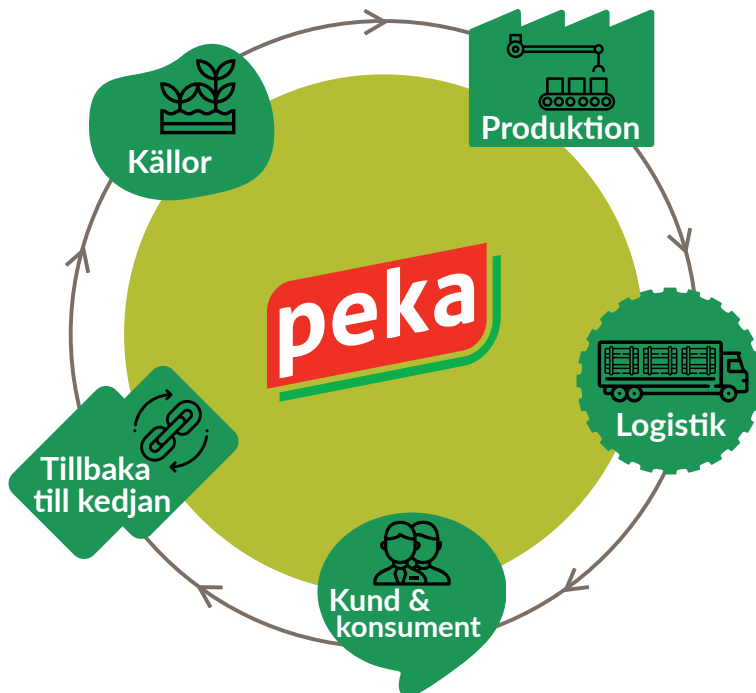 Källor
Produktion
peka
Logistik
Tillbaka
till kedjan
Kund &
konsument